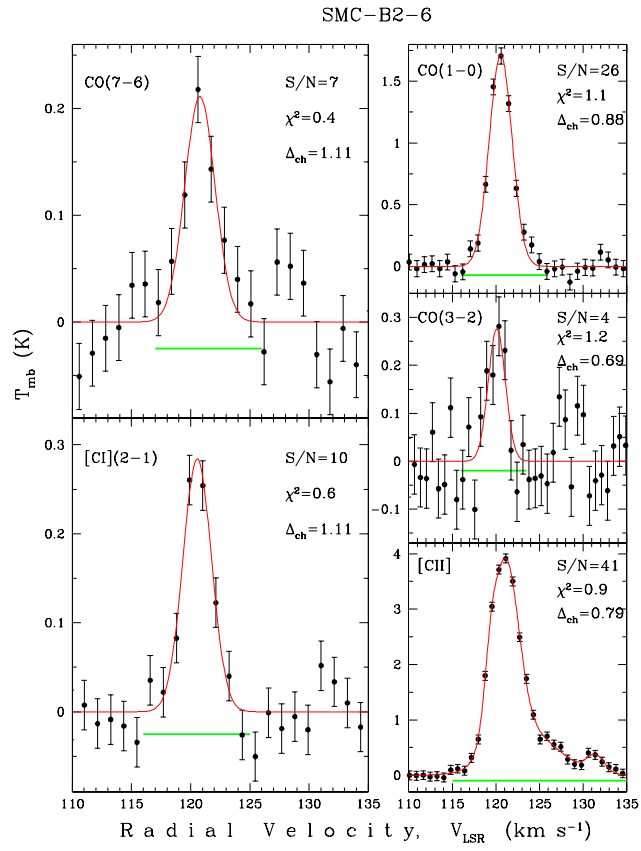 SMC-B2-6
CO(7-6)
S/N=7
χ²=0.4
Δch=1.11
0.2
0.1
0
CO(1-0)
S/N=26
χ²=1.1
Δch=0.88
1.5
1
0.5
0
CO(3-2)
S/N=4
χ²=1.2
Δch=0.69
0.3
0.2
0.1
0
-0.1
Tmb (K)
[CI](2-1)
S/N=10
χ²=0.6
Δch=1.11
0.3
0.2
0.1
0
[CII]
S/N=41
χ²=0.9
Δch=0.79
4
3
2
1
0
110 115 120 125 130 135
110 115 120 125 130 135
Radial Velocity, VLSR (km s⁻¹)